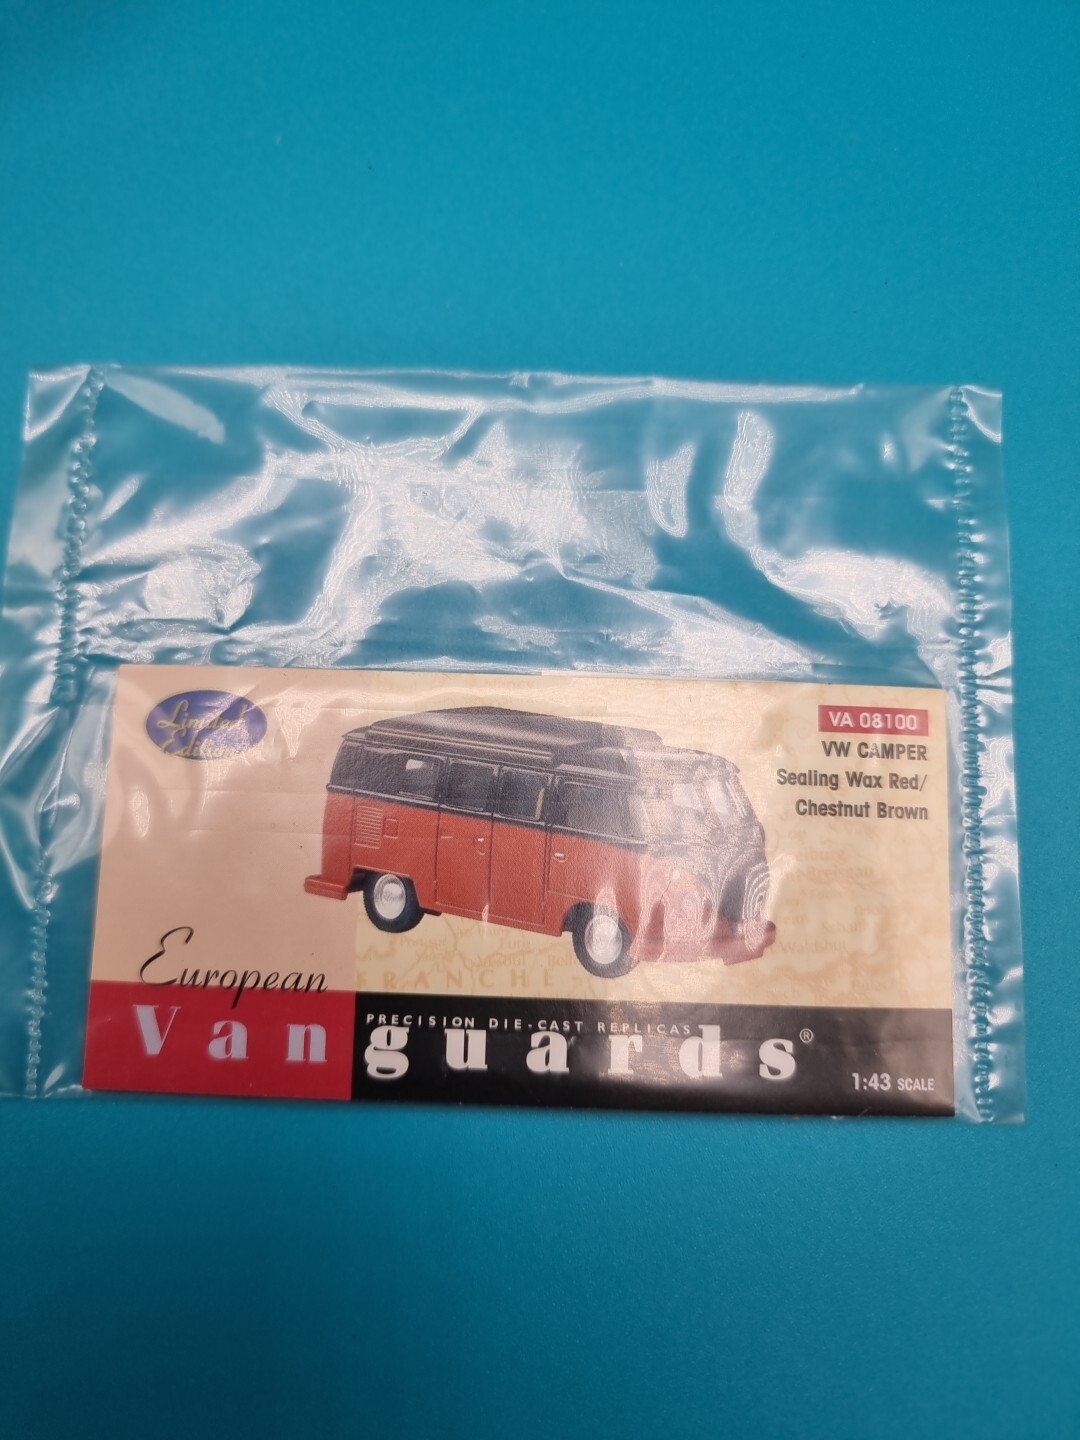 Limited
Edition
VA 08100
VW CAMPER
Sealing Wax Red/
Chestnut Brown
European
FRANCHE
PRECISION DIE-CAST REPLICAS
Vanguards®
1:43 SCALE